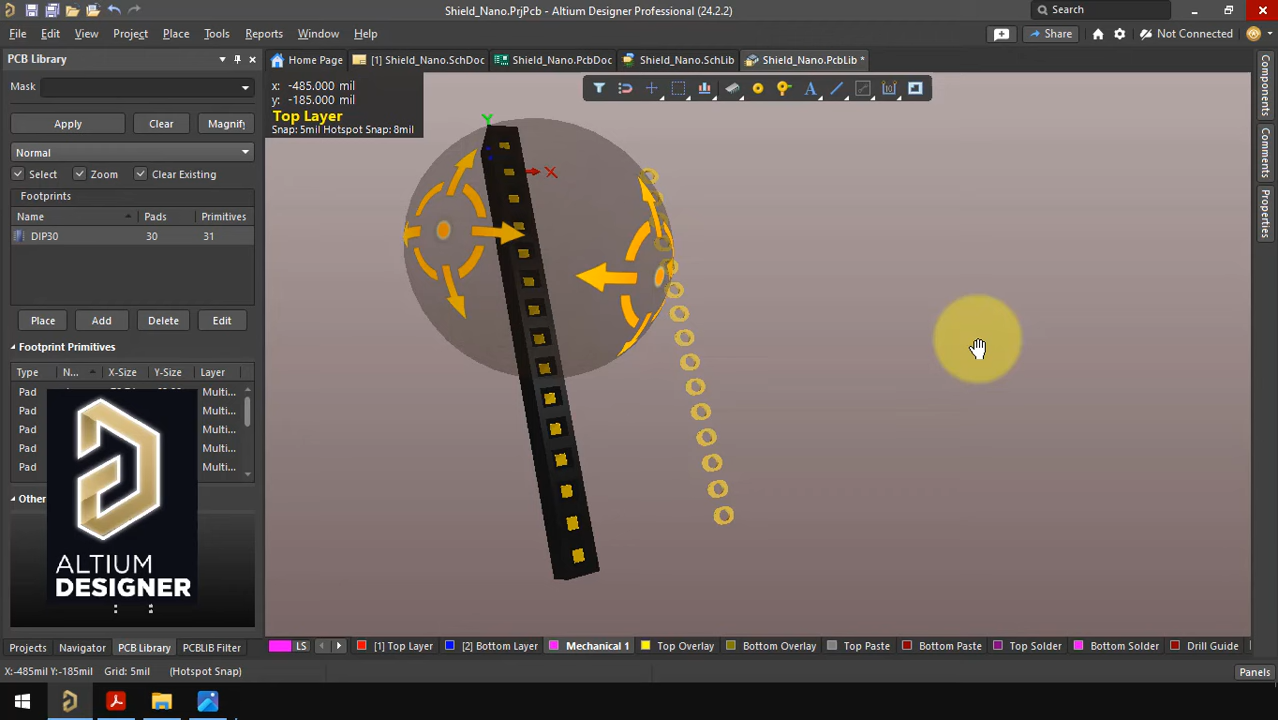 Shield_Nano.PrjPcb - Altium Designer Professional (24.2.2)
Search
File Edit View Project Place Tools Reports Window Help
Share
Not Connected
PCB Library
Home Page
[1] Shield_Nano.SchDoc
Shield_Nano.PcbDoc
Shield_Nano.SchLib
Shield_Nano.PcbLib *
Mask
x: -485.000 mil
y: -185.000 mil
Top Layer
Snap: 5mil Hotspot Snap: 8mil
Apply Clear Magnify
Normal
Select Zoom Clear Existing
Footprints
Name Pads Primitives
DIP30 30 31
Place Add Delete Edit
Footprint Primitives
Type N... X-Size Y-Size Layer
Pad Multi...
Pad Multi...
Pad Multi...
Pad Multi...
Pad Multi...
Other
ALTIUM
DESIGNER
Y
X
Components
Comments
Properties
Projects Navigator PCB Library PCBLIB Filter
LS
[1] Top Layer
[2] Bottom Layer
Mechanical 1
Top Overlay
Bottom Overlay
Top Paste
Bottom Paste
Top Solder
Bottom Solder
Drill Guide
X:-485mil Y:-185mil Grid: 5mil (Hotspot Snap)
Panels